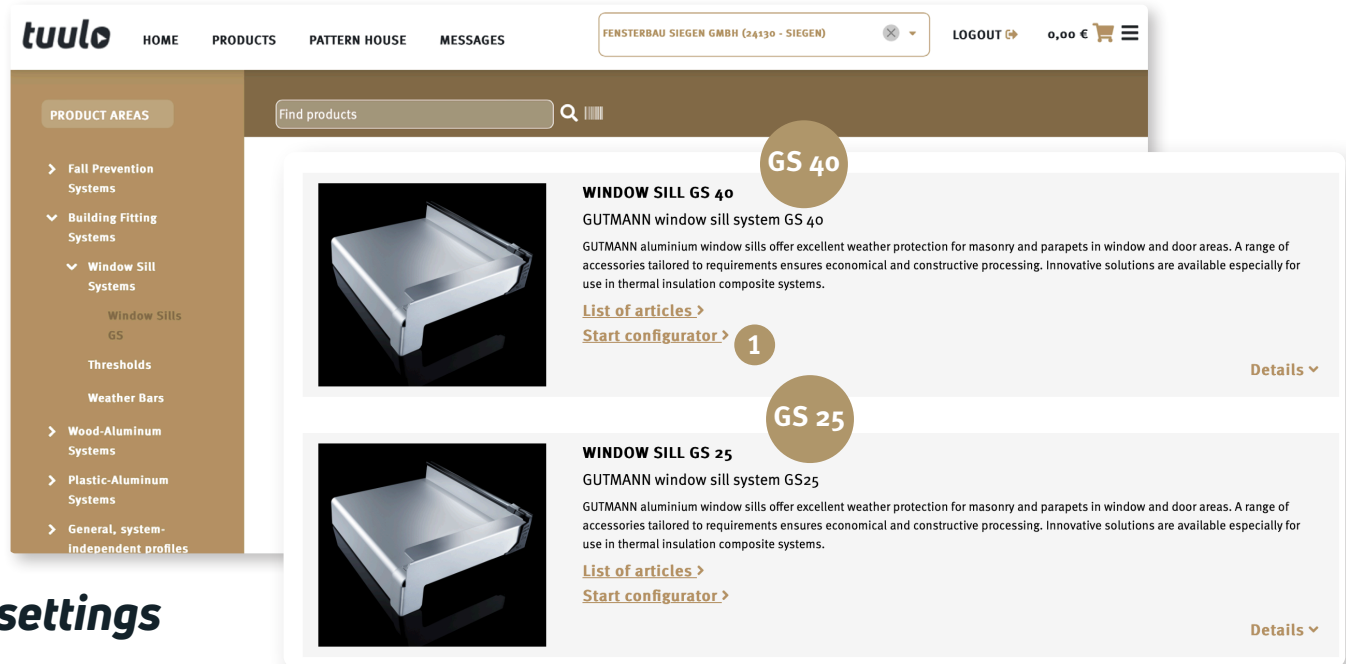 tuulo
HOME PRODUCTS PATTERN HOUSE MESSAGES
FENSTERBAU SIEGEN GMBH (24130 - SIEGEN)
LOGOUT
0,00 €
PRODUCT AREAS
Find products
Fall Prevention
Systems
Building Fitting
Systems
Window Sill
Systems
Window Sills
GS
Thresholds
Weather Bars
Wood-Aluminum
Systems
Plastic-Aluminum
Systems
General, system-
independent profiles
GS 40
WINDOW SILL GS 40
GUTMANN window sill system GS 40
GUTMANN aluminium window sills offer excellent weather protection for masonry and parapets in window and door areas. A range of
accessories tailored to requirements ensures economical and constructive processing. Innovative solutions are available especially for
use in thermal insulation composite systems.
List of articles
Start configurator
1
Details
GS 25
WINDOW SILL GS 25
GUTMANN window sill system GS25
GUTMANN aluminium window sills offer excellent weather protection for masonry and parapets in window and door areas. A range of
accessories tailored to requirements ensures economical and constructive processing. Innovative solutions are available especially for
use in thermal insulation composite systems.
List of articles
Start configurator
Details
settings